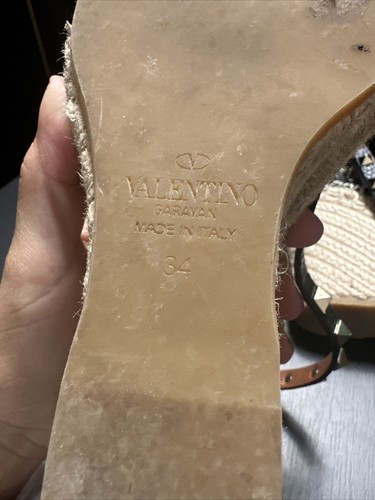 VALENTINO
GARAVANI
MADE IN ITALY
34